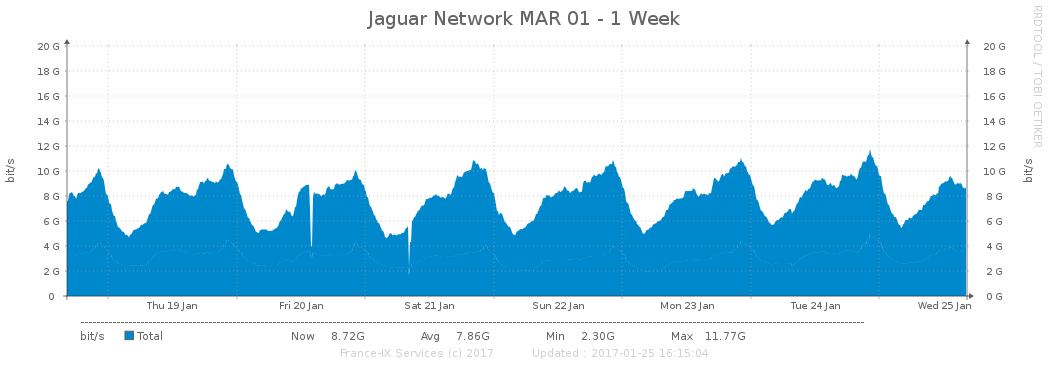 Jaguar Network MAR 01 - 1 Week
RRDTOOL / TOBI OETIKER
bit/s
20 G 20 G
18 G 18 G
16 G 16 G
14 G 14 G
12 G 12 G
10 G 10 G
8 G 8 G
6 G 6 G
4 G 4 G
2 G 2 G
0 0 G
bit/s
Thu 19 Jan Fri 20 Jan Sat 21 Jan Sun 22 Jan Mon 23 Jan Tue 24 Jan Wed 25 Jan
bit/s Total Now 8.72G Avg 7.86G Min 2.30G Max 11.77G
France-IX Services (c) 2017 Updated : 2017-01-25 16:15:04